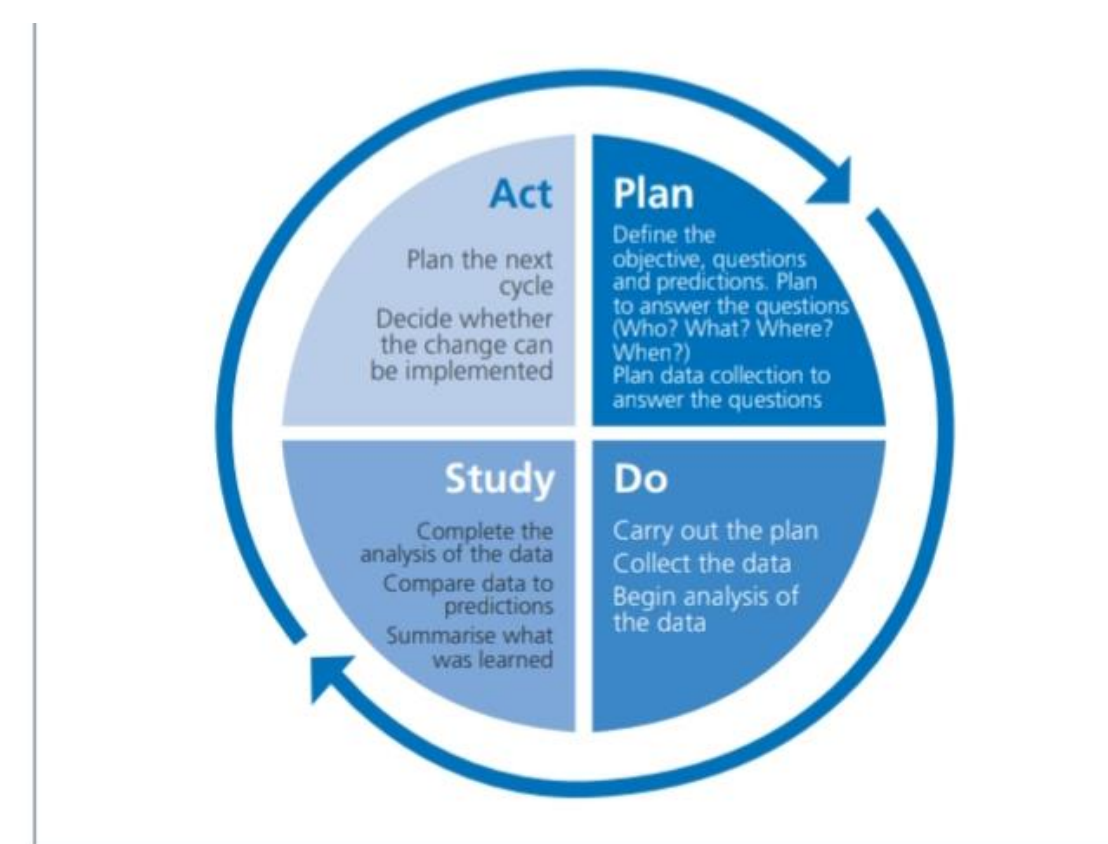 Act
Plan the next
cycle
Decide whether
the change can
be implemented
Plan
Define the
objective, questions
and predictions. Plan
to answer the questions
(Who? What? Where?
When?)
Plan data collection to
answer the questions
Study
Complete the
analysis of the data
Compare data to
predictions
Summarise what
was learned
Do
Carry out the plan
Collect the data
Begin analysis of
the data